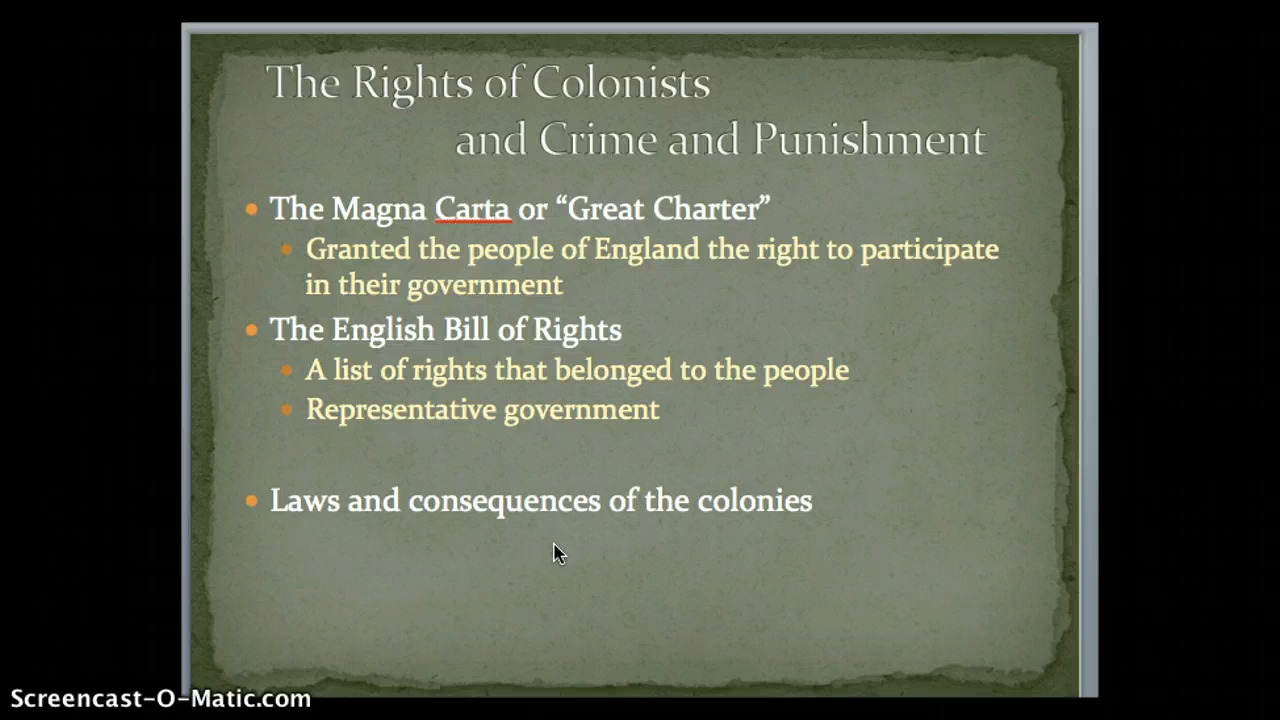 The Rights of Colonists
and Crime and Punishment
• The Magna Carta or “Great Charter”
• Granted the people of England the right to participate
in their government
• The English Bill of Rights
• A list of rights that belonged to the people
• Representative government
• Laws and consequences of the colonies
Screencast-O-Matic.com